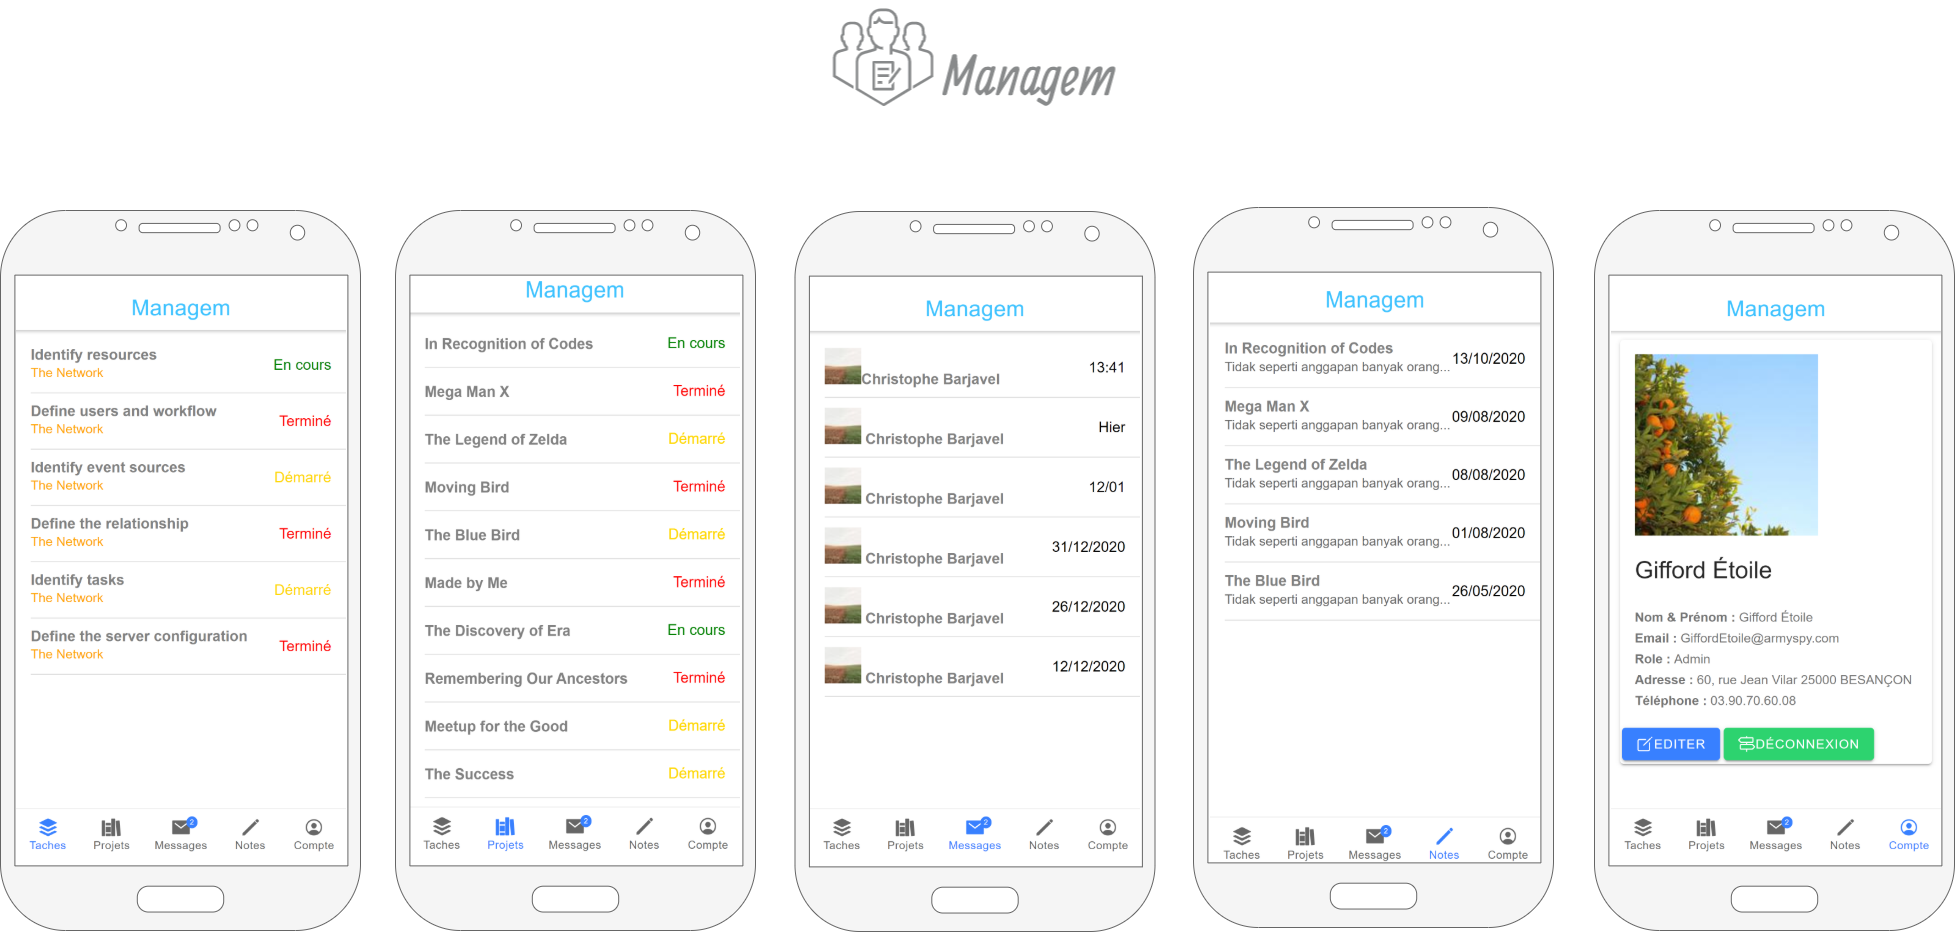 Managem
Managem
Identify resources
The Network
En cours
Define users and workflow
The Network
Terminé
Identify event sources
The Network
Démarré
Define the relationship
The Network
Terminé
Identify tasks
The Network
Démarré
Define the server configuration
The Network
Terminé
Taches
Projets
2
Messages
Notes
Compte
Managem
In Recognition of Codes En cours
Mega Man X Terminé
The Legend of Zelda Démarré
Moving Bird Terminé
The Blue Bird Démarré
Made by Me Terminé
The Discovery of Era En cours
Remembering Our Ancestors Terminé
Meetup for the Good Démarré
The Success Démarré
Taches
Projets
2
Messages
Notes
Compte
Managem
Christophe Barjavel 13:41
Christophe Barjavel Hier
Christophe Barjavel 12/01
Christophe Barjavel 31/12/2020
Christophe Barjavel 26/12/2020
Christophe Barjavel 12/12/2020
Taches
Projets
2
Messages
Notes
Compte
Managem
In Recognition of Codes
Tidak seperti anggapan banyak orang...
13/10/2020
Mega Man X
Tidak seperti anggapan banyak orang...
09/08/2020
The Legend of Zelda
Tidak seperti anggapan banyak orang...
08/08/2020
Moving Bird
Tidak seperti anggapan banyak orang...
01/08/2020
The Blue Bird
Tidak seperti anggapan banyak orang...
26/05/2020
Taches
Projets
2
Messages
Notes
Compte
Managem
Gifford Étoile
Nom & Prénom : Gifford Étoile
Email : GiffordEtoile@armyspy.com
Role : Admin
Adresse : 60, rue Jean Vilar 25000 BESANÇON
Téléphone : 03.90.70.60.08
EDITER
DÉCONNEXION
Taches
Projets
2
Messages
Notes
Compte